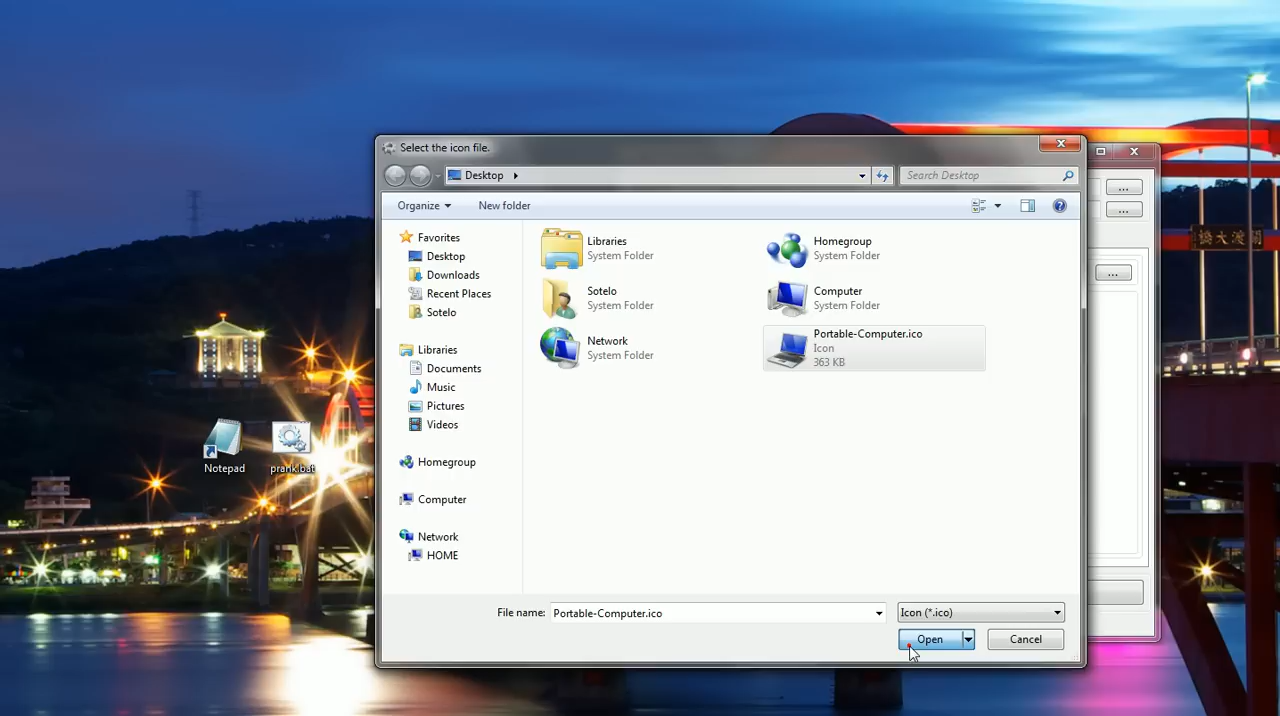 Select the icon file.
Desktop
Search Desktop
Organize
New folder
Favorites
Desktop
Downloads
Recent Places
Sotelo
Libraries
Documents
Music
Pictures
Videos
Homegroup
Computer
Network
HOME
Libraries
System Folder
Homegroup
System Folder
Sotelo
System Folder
Computer
System Folder
Network
System Folder
Portable-Computer.ico
Icon
363 KB
File name:
Portable-Computer.ico
Icon (*.ico)
Open
Cancel
...
...
...
Notepad
prank.bat